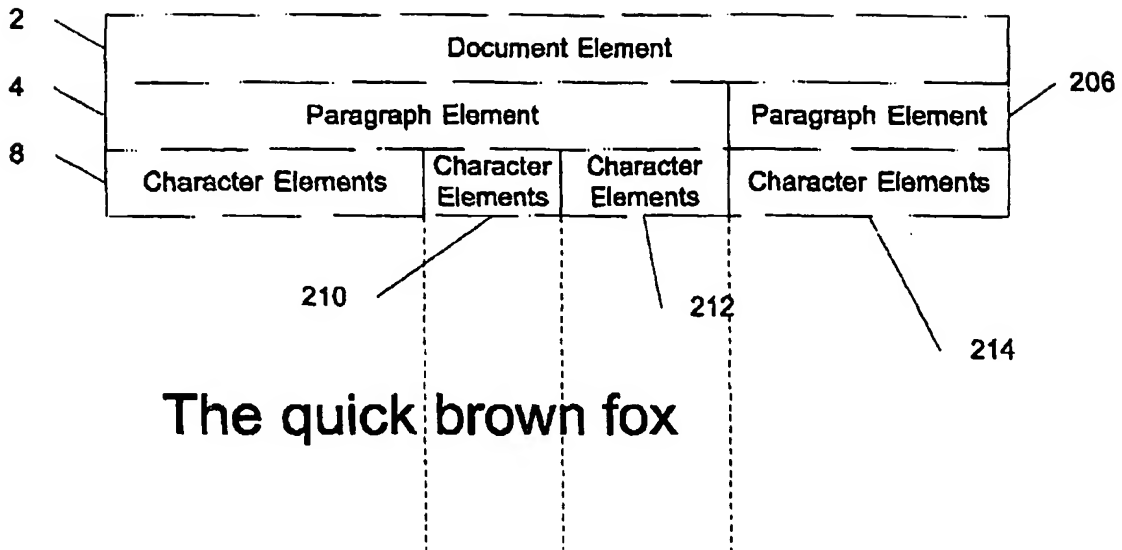 2
Document Element
4
206
Paragraph Element
Paragraph Element
8
Character Elements
Character
Elements
Character
Elements
Character Elements
210
212
214
The quick brown fox